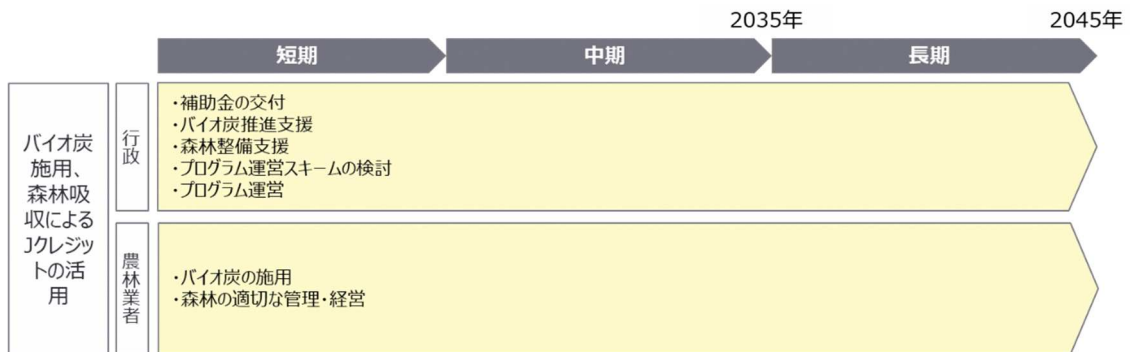 2035年
2045年
短期
中期
長期
バイオ炭
施用、
森林吸
収による
Jクレジッ
トの活
用
行政
・補助金の交付
・バイオ炭推進支援
・森林整備支援
・プログラム運営スキームの検討
・プログラム運営
農林業者
・バイオ炭の施用
・森林の適切な管理・経営